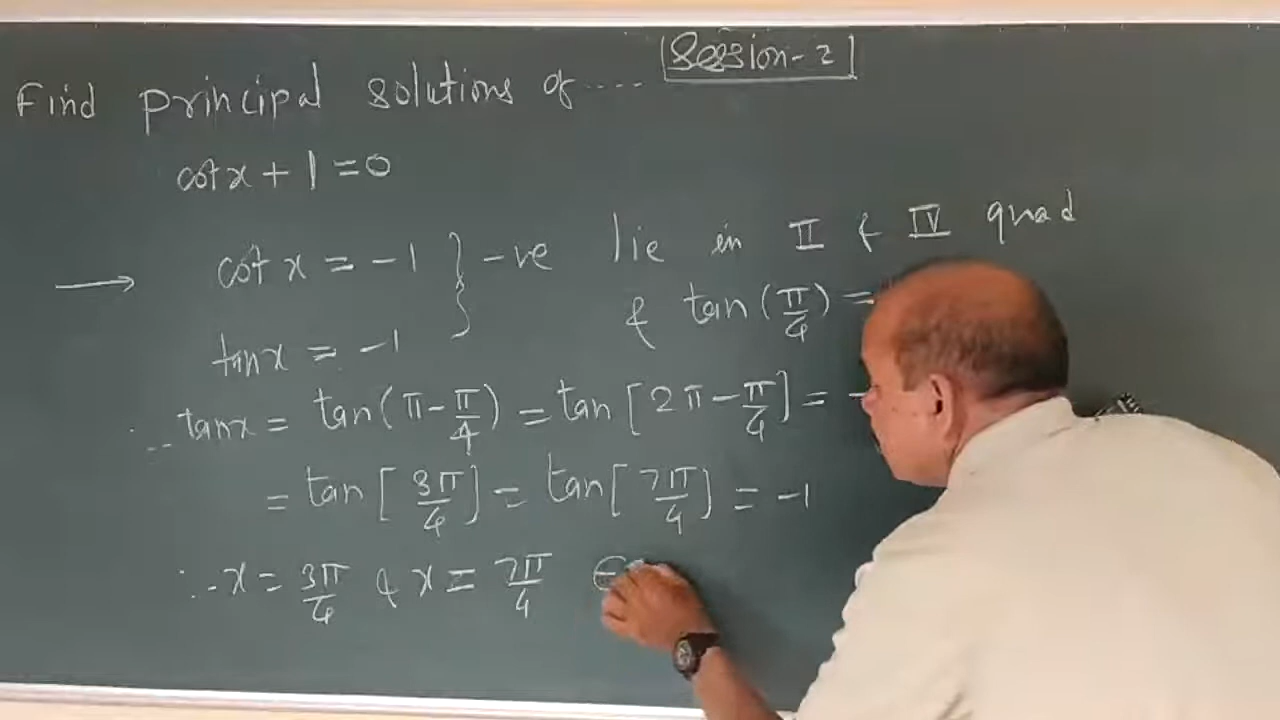 Session-2
Find principal solutions of ....
cot x + 1 = 0
→ cot x = -1 } -ve lie in II & IV quad
& tan(π/4) =
tan x = -1
∴ tan x = tan(π - π/4) = tan[2π - π/4] = -
= tan[3π/4] = tan[7π/4] = -1
∴ x = 3π/4 & x = 7π/4 ∈